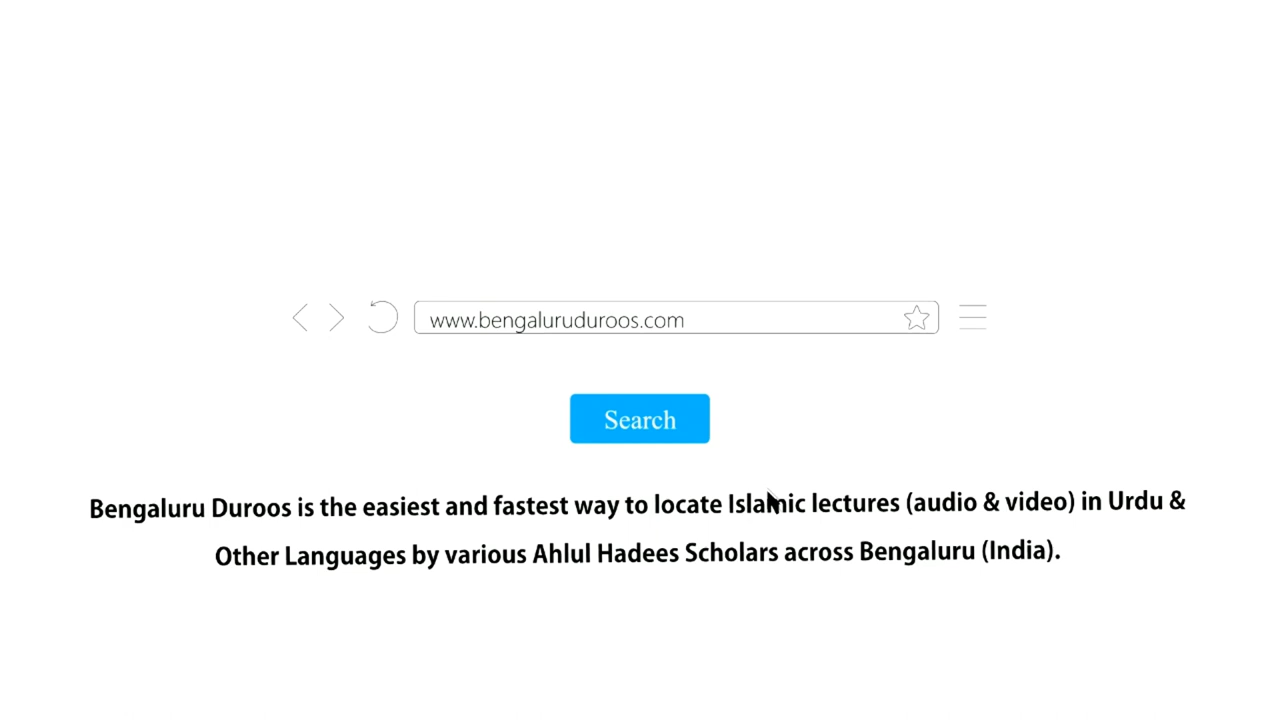 www.bengaluruduroos.com
Search
Bengaluru Duroos is the easiest and fastest way to locate Islamic lectures (audio & video) in Urdu &
Other Languages by various Ahlul Hadees Scholars across Bengaluru (India).